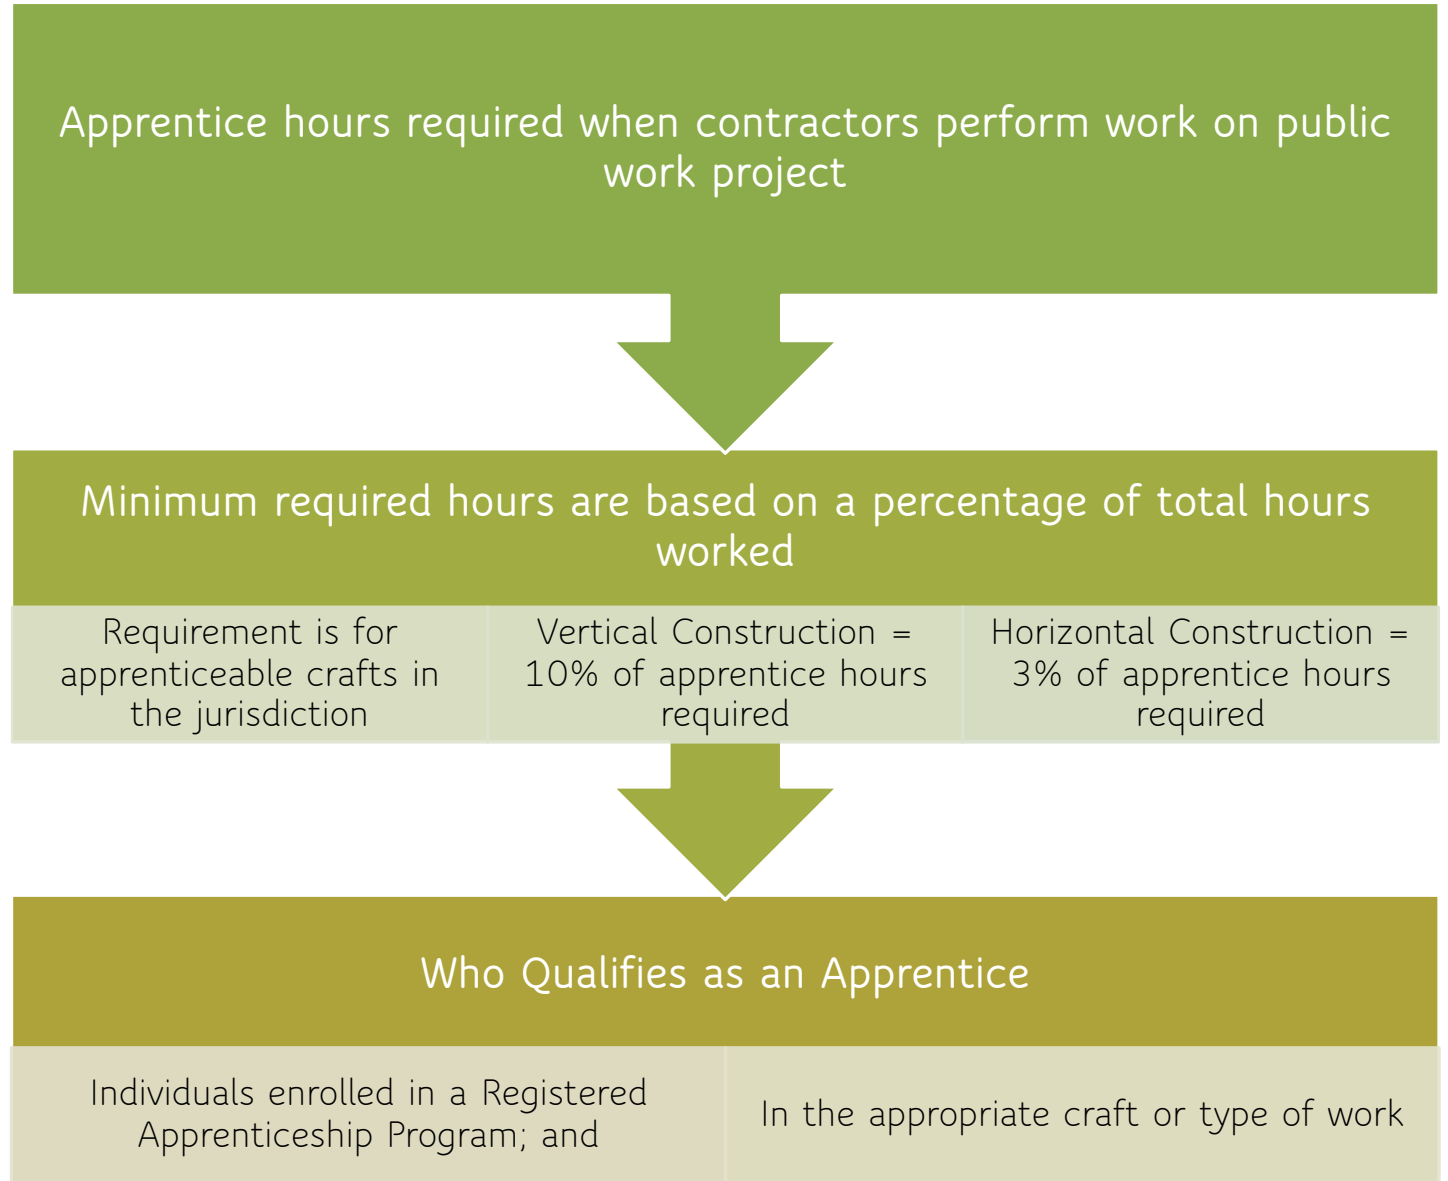 Apprentice hours required when contractors perform work on public
work project
Minimum required hours are based on a percentage of total hours
worked
Requirement is for
apprenticeable crafts in
the jurisdiction
Vertical Construction =
10% of apprentice hours
required
Horizontal Construction =
3% of apprentice hours
required
Who Qualifies as an Apprentice
Individuals enrolled in a Registered
Apprenticeship Program; and
In the appropriate craft or type of work